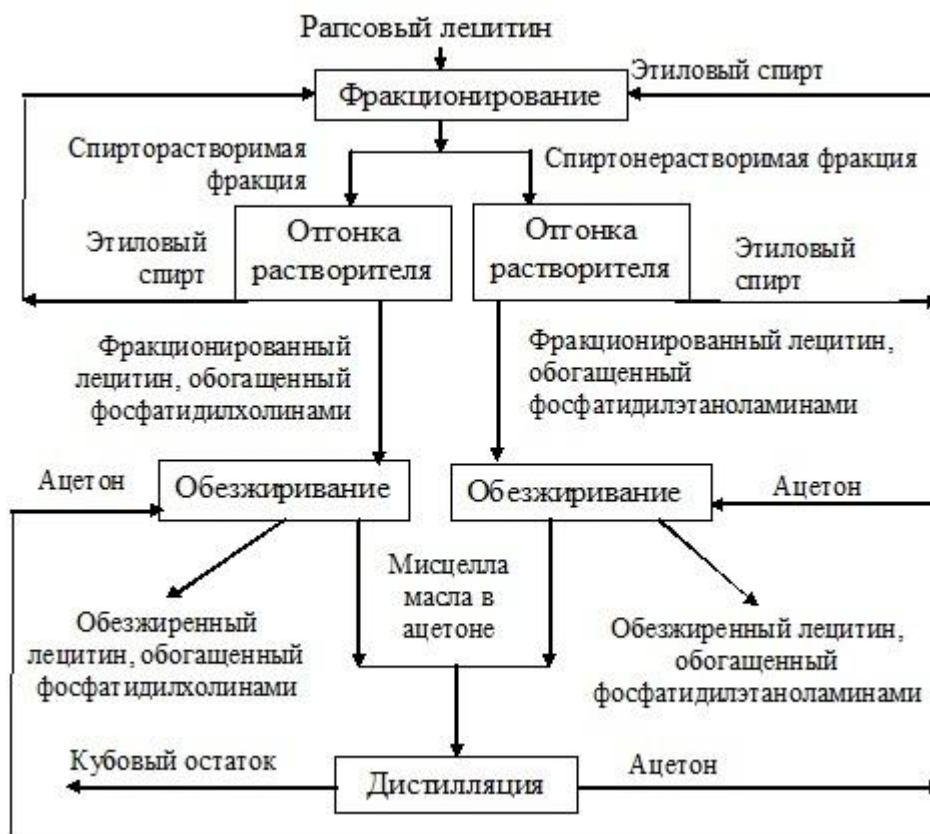 Рапсовый лецитин
Этиловый спирт
Фракционирование
Спирторастворимая
фракция
Спиртонерастворимая фракция
Отгонка
растворителя
Отгонка
растворителя
Этиловый
спирт
Этиловый
спирт
Фракционированный
лецитин, обогащенный
фосфатидилхолинами
Фракционированный лецитин,
обогащенный
фосфатидилэтаноламинами
Ацетон
Обезжиривание
Обезжиривание
Ацетон
Мисцелла
масла в
ацетоне
Обезжиренный
лецитин, обогащенный
фосфатидилхолинами
Обезжиренный лецитин,
обогащенный
фосфатидилэтаноламинами
Кубовый остаток
Дистилляция
Ацетон